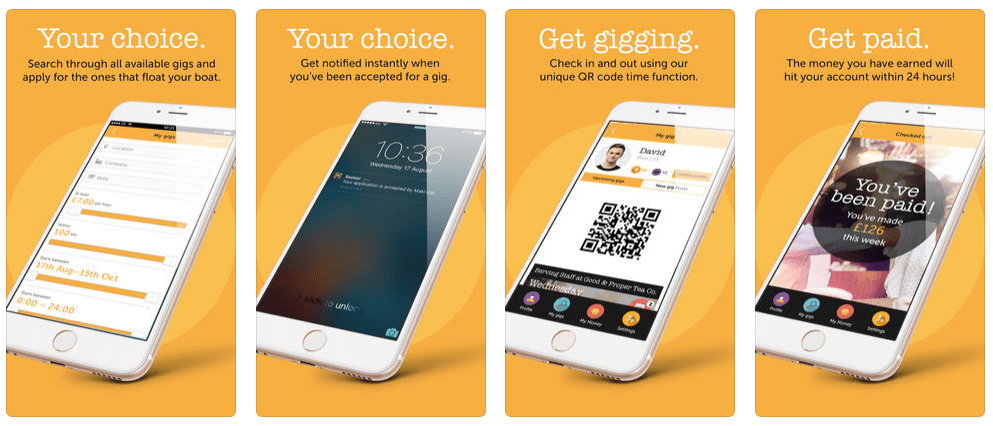 Your choice.
Search through all available gigs and
apply for the ones that float your boat.
My gigs
Location
Company
Skills
At least
£7.00 per hour
Within
100 km
Starts between
17th Aug–15th Oct
Starts between
0:00 – 24:00
Your choice.
Get notified instantly when
you've been accepted for a gig.
10:36
Wednesday 17 August
Seeker
Your application is accepted by Maki Ltd.
slide to unloc
Get gigging.
Check in and out using our
unique QR code time function.
My gig
David
Male | 25
Upcoming gigs
New gig Posts
Serving Staff at Good & Proper Tea Co.
Wednesday
Profile
My gigs
My Money
Settings
Get paid.
The money you have earned will
hit your account within 24 hours!
Checked out
You've
been paid!
You've made
£126
this week
Profile
My gigs
My Money
Settings